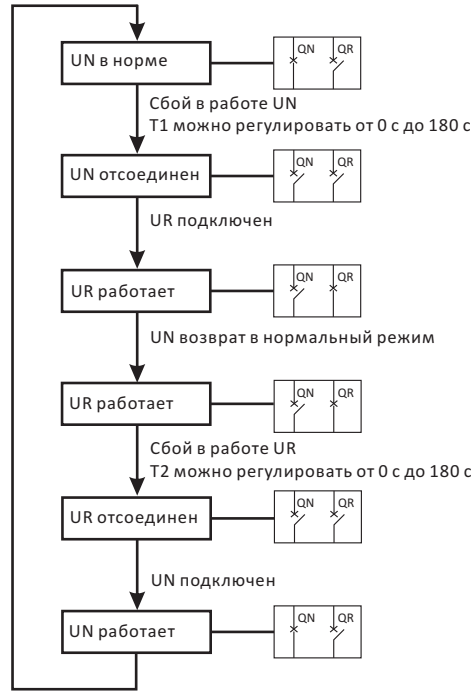 UN в норме
QN QR
Сбой в работе UN
T1 можно регулировать от 0 с до 180 с
UN отсоединен
QN QR
UR подключен
UR работает
QN QR
UN возврат в нормальный режим
UR работает
QN QR
Сбой в работе UR
T2 можно регулировать от 0 с до 180 с
UR отсоединен
QN QR
UN подключен
UN работает
QN QR